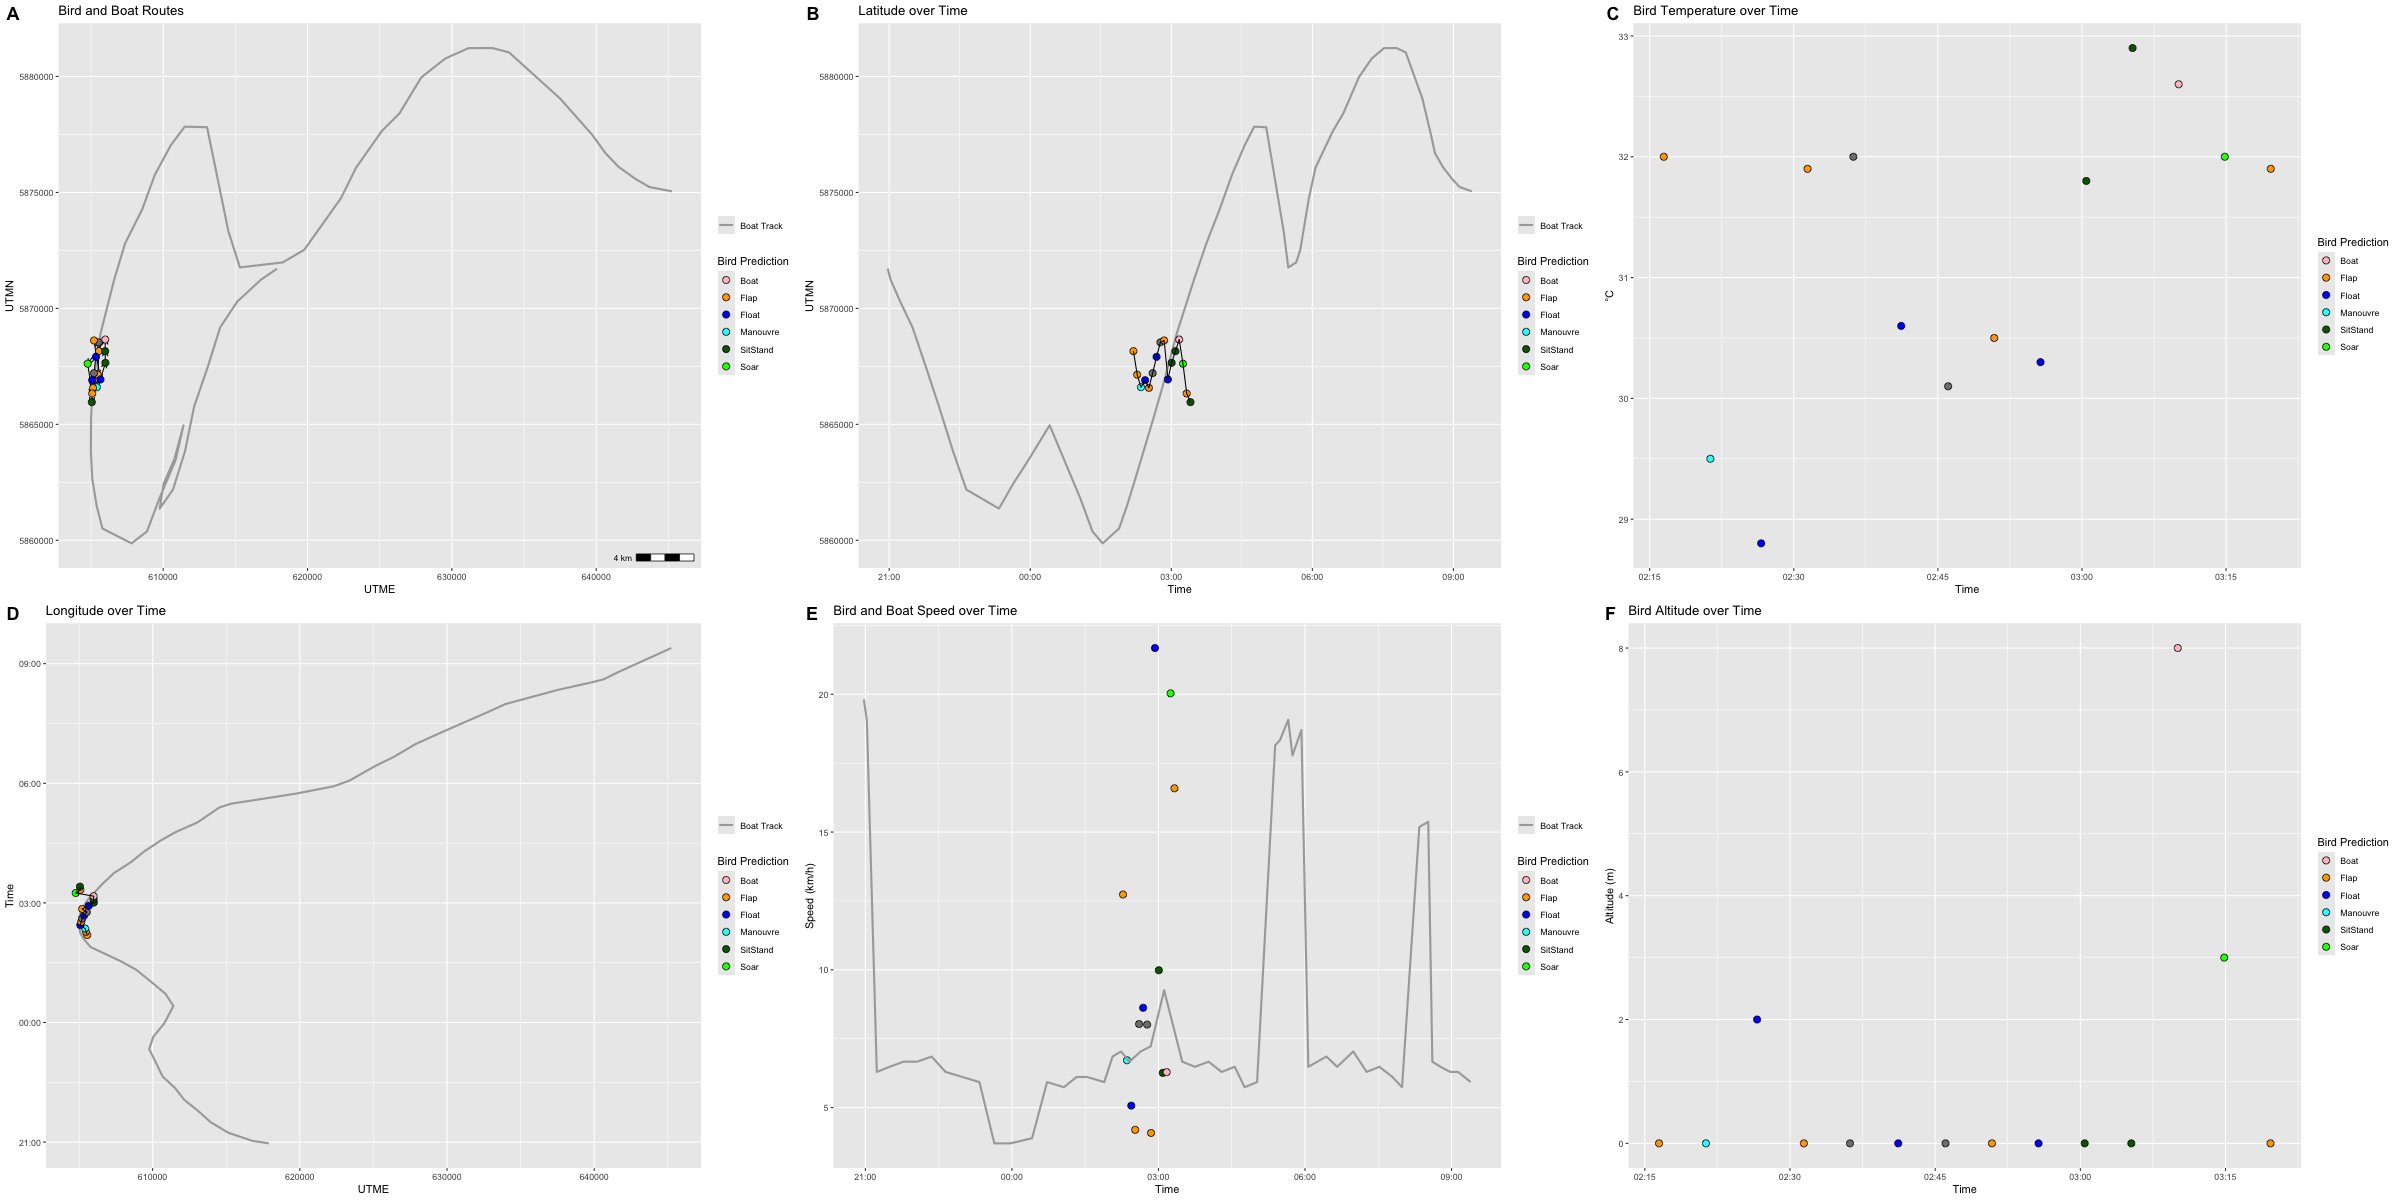 A Bird and Boat Routes
UTMN
5880000
5875000
5870000
5865000
5860000
610000 620000 630000 640000
UTME
4 km
Boat Track
Bird Prediction
Boat
Flap
Float
Manouvre
SitStand
Soar
B Latitude over Time
UTMN
5880000
5875000
5870000
5865000
5860000
21:00 00:00 03:00 06:00 09:00
Time
Boat Track
Bird Prediction
Boat
Flap
Float
Manouvre
SitStand
Soar
C Bird Temperature over Time
°C
33
32
31
30
29
02:15 02:30 02:45 03:00 03:15
Time
Bird Prediction
Boat
Flap
Float
Manouvre
SitStand
Soar
D Longitude over Time
Time
09:00
06:00
03:00
00:00
21:00
610000 620000 630000 640000
UTME
Boat Track
Bird Prediction
Boat
Flap
Float
Manouvre
SitStand
Soar
E Bird and Boat Speed over Time
Speed (km/h)
20
15
10
5
21:00 00:00 03:00 06:00 09:00
Time
Boat Track
Bird Prediction
Boat
Flap
Float
Manouvre
SitStand
Soar
F Bird Altitude over Time
Altitude (m)
8
6
4
2
0
02:15 02:30 02:45 03:00 03:15
Time
Bird Prediction
Boat
Flap
Float
Manouvre
SitStand
Soar